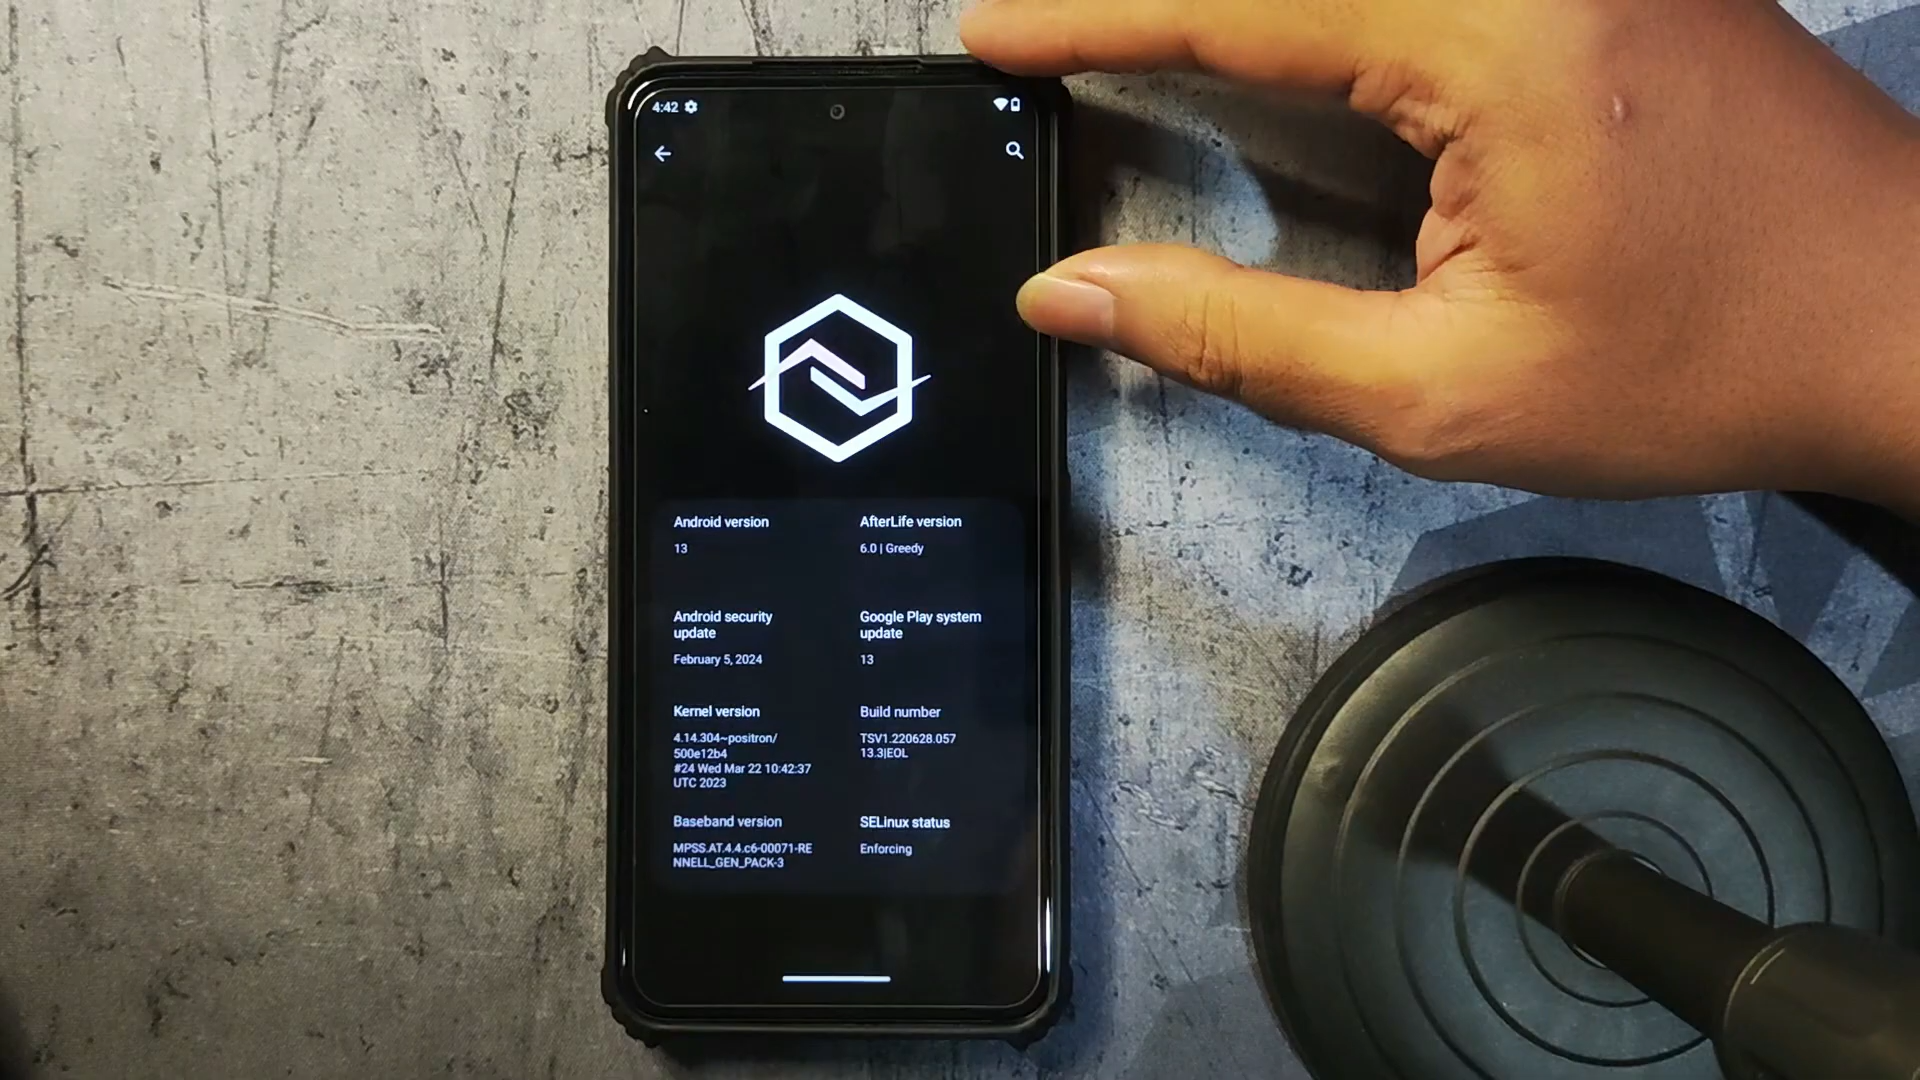 4:42
Android version
13
AfterLife version
6.0 | Greedy
Android security
update
February 5, 2024
Google Play system
update
13
Kernel version
4.14.304~positron/
500e12b4
#24 Wed Mar 22 10:42:37
UTC 2023
Build number
TSV1.220628.057
13.3|EOL
Baseband version
MPSS.AT.4.4.c6-00071-RE
NNELL_GEN_PACK-3
SELinux status
Enforcing